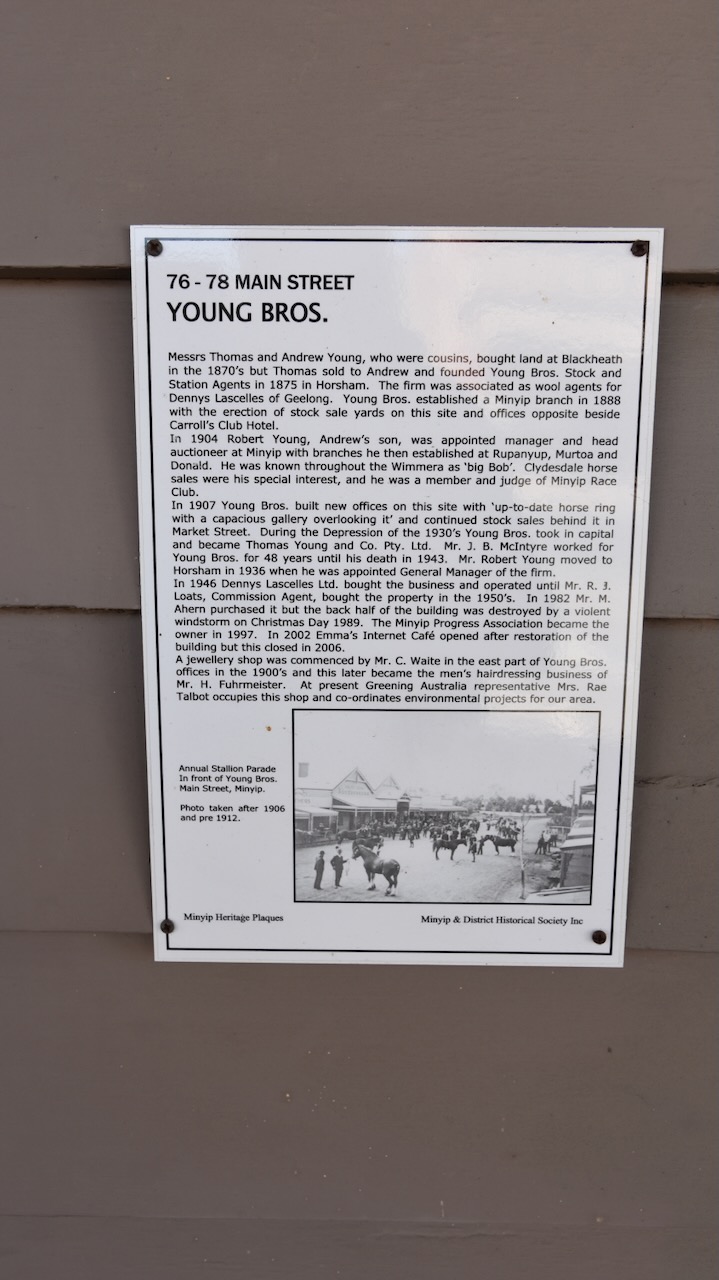 76 - 78 MAIN STREET
YOUNG BROS.
Messrs Thomas and Andrew Young, who were cousins, bought land at Blackheath
in the 1870's but Thomas sold to Andrew and founded Young Bros. Stock and
Station Agents in 1875 in Horsham. The firm was associated as wool agents for
Dennys Lascelles of Geelong. Young Bros. established a Minyip branch in 1888
with the erection of stock sale yards on this site and offices opposite beside
Carroll's Club Hotel.
In 1904 Robert Young, Andrew's son, was appointed manager and head
auctioneer at Minyip with branches he then established at Rupanyup, Murtoa and
Donald. He was known throughout the Wimmera as 'big Bob'. Clydesdale horse
sales were his special interest, and he was a member and judge of Minyip Race
Club.
In 1907 Young Bros. built new offices on this site with 'up-to-date horse ring
with a capacious gallery overlooking it' and continued stock sales behind it in
Market Street. During the Depression of the 1930's Young Bros. took in capital
and became Thomas Young and Co. Pty. Ltd. Mr. J. B. McIntyre worked for
Young Bros. for 48 years until his death in 1943. Mr. Robert Young moved to
Horsham in 1936 when he was appointed General Manager of the firm.
In 1946 Dennys Lascelles Ltd. bought the business and operated until Mr. R. J.
Loats, Commission Agent, bought the property in the 1950's. In 1982 Mr. M.
Ahern purchased it but the back half of the building was destroyed by a violent
windstorm on Christmas Day 1989. The Minyip Progress Association became the
owner in 1997. In 2002 Emma's Internet Café opened after restoration of the
building but this closed in 2006.
A jewellery shop was commenced by Mr. C. Waite in the east part of Young Bros.
offices in the 1900's and this later became the men's hairdressing business of
Mr. H. Fuhrmeister. At present Greening Australia representative Mrs. Rae
Talbot occupies this shop and co-ordinates environmental projects for our area.
Annual Stallion Parade
In front of Young Bros.
Main Street, Minyip.
Photo taken after 1906
and pre 1912.
Minyip Heritage Plaques
Minyip & District Historical Society Inc